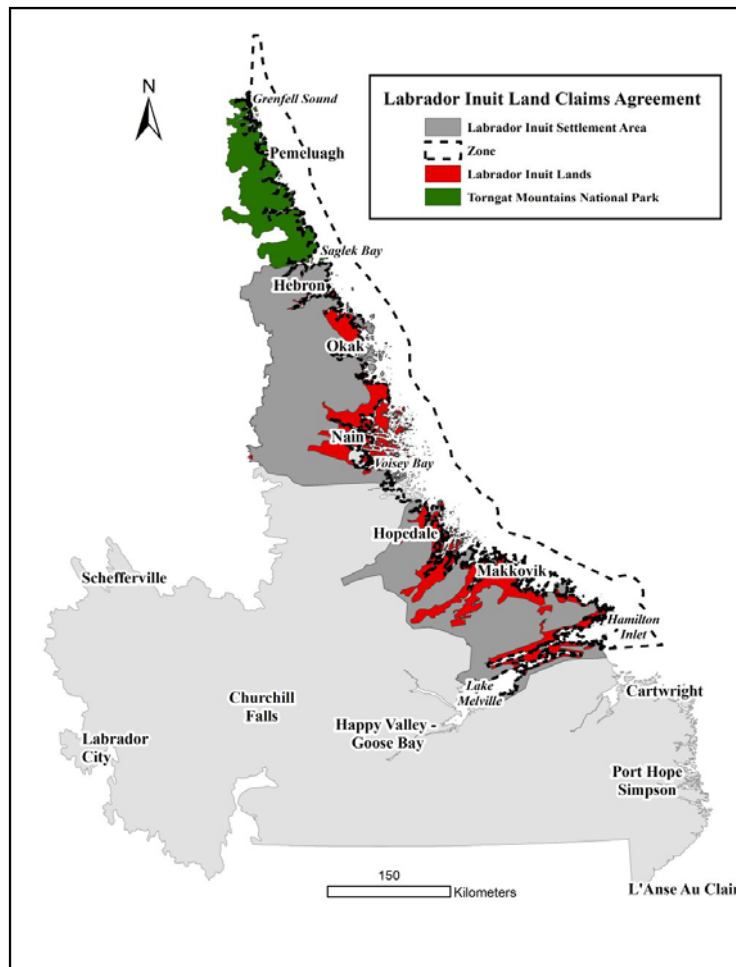 N
Grenfell Sound
Pemeluagh
Labrador Inuit Land Claims Agreement
Labrador Inuit Settlement Area
Zone
Labrador Inuit Lands
Torngat Mountains National Park
Saglek Bay
Hebron
Okak
Nain
Voisey Bay
Hopedale
Makkovik
Schefferville
Hamilton
Inlet
Lake
Melville
Cartwright
Churchill
Falls
Happy Valley -
Goose Bay
Labrador
City
Port Hope
Simpson
150
Kilometers
L'Anse Au Clair